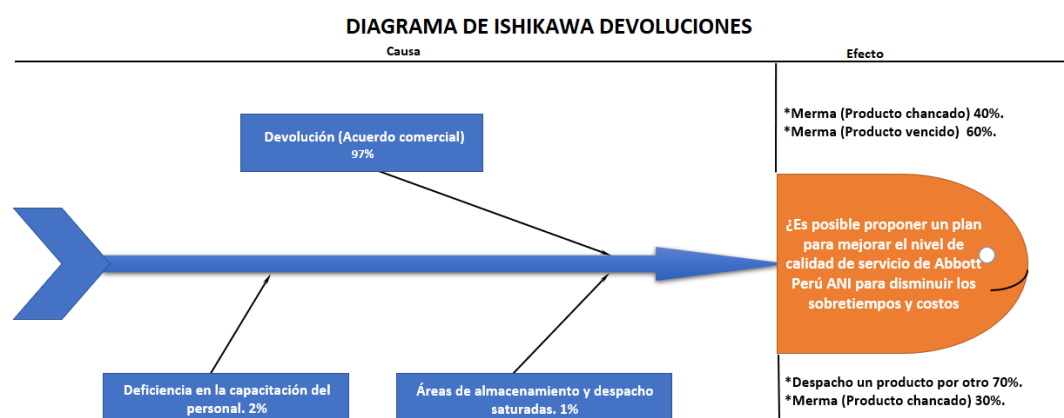 DIAGRAMA DE ISHIKAWA DEVOLUCIONES
Causa
Efecto
Devolución (Acuerdo comercial)
97%
*Merma (Producto chancado) 40%.
*Merma (Producto vencido)  60%.
¿Es posible proponer un plan
para mejorar el nivel de
calidad de servicio de Abbott
Perú ANI para disminuir los
sobretiempos y costos
Deficiencia en la capacitación del
personal. 2%
Áreas de almacenamiento y despacho
saturadas. 1%
*Despacho un producto por otro 70%.
*Merma (Producto chancado) 30%.